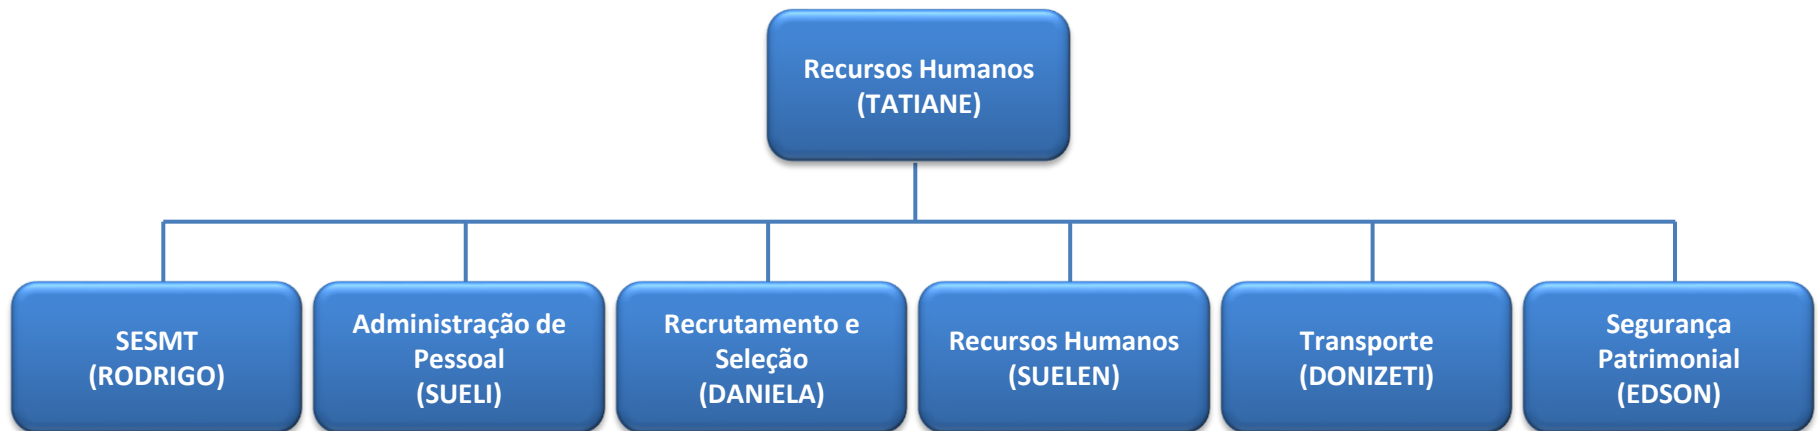 Recursos Humanos
(TATIANE)
SESMT
(RODRIGO)
Administração de
Pessoal
(SUELI)
Recrutamento e
Seleção
(DANIELA)
Recursos Humanos
(SUELEN)
Transporte
(DONIZETI)
Segurança
Patrimonial
(EDSON)